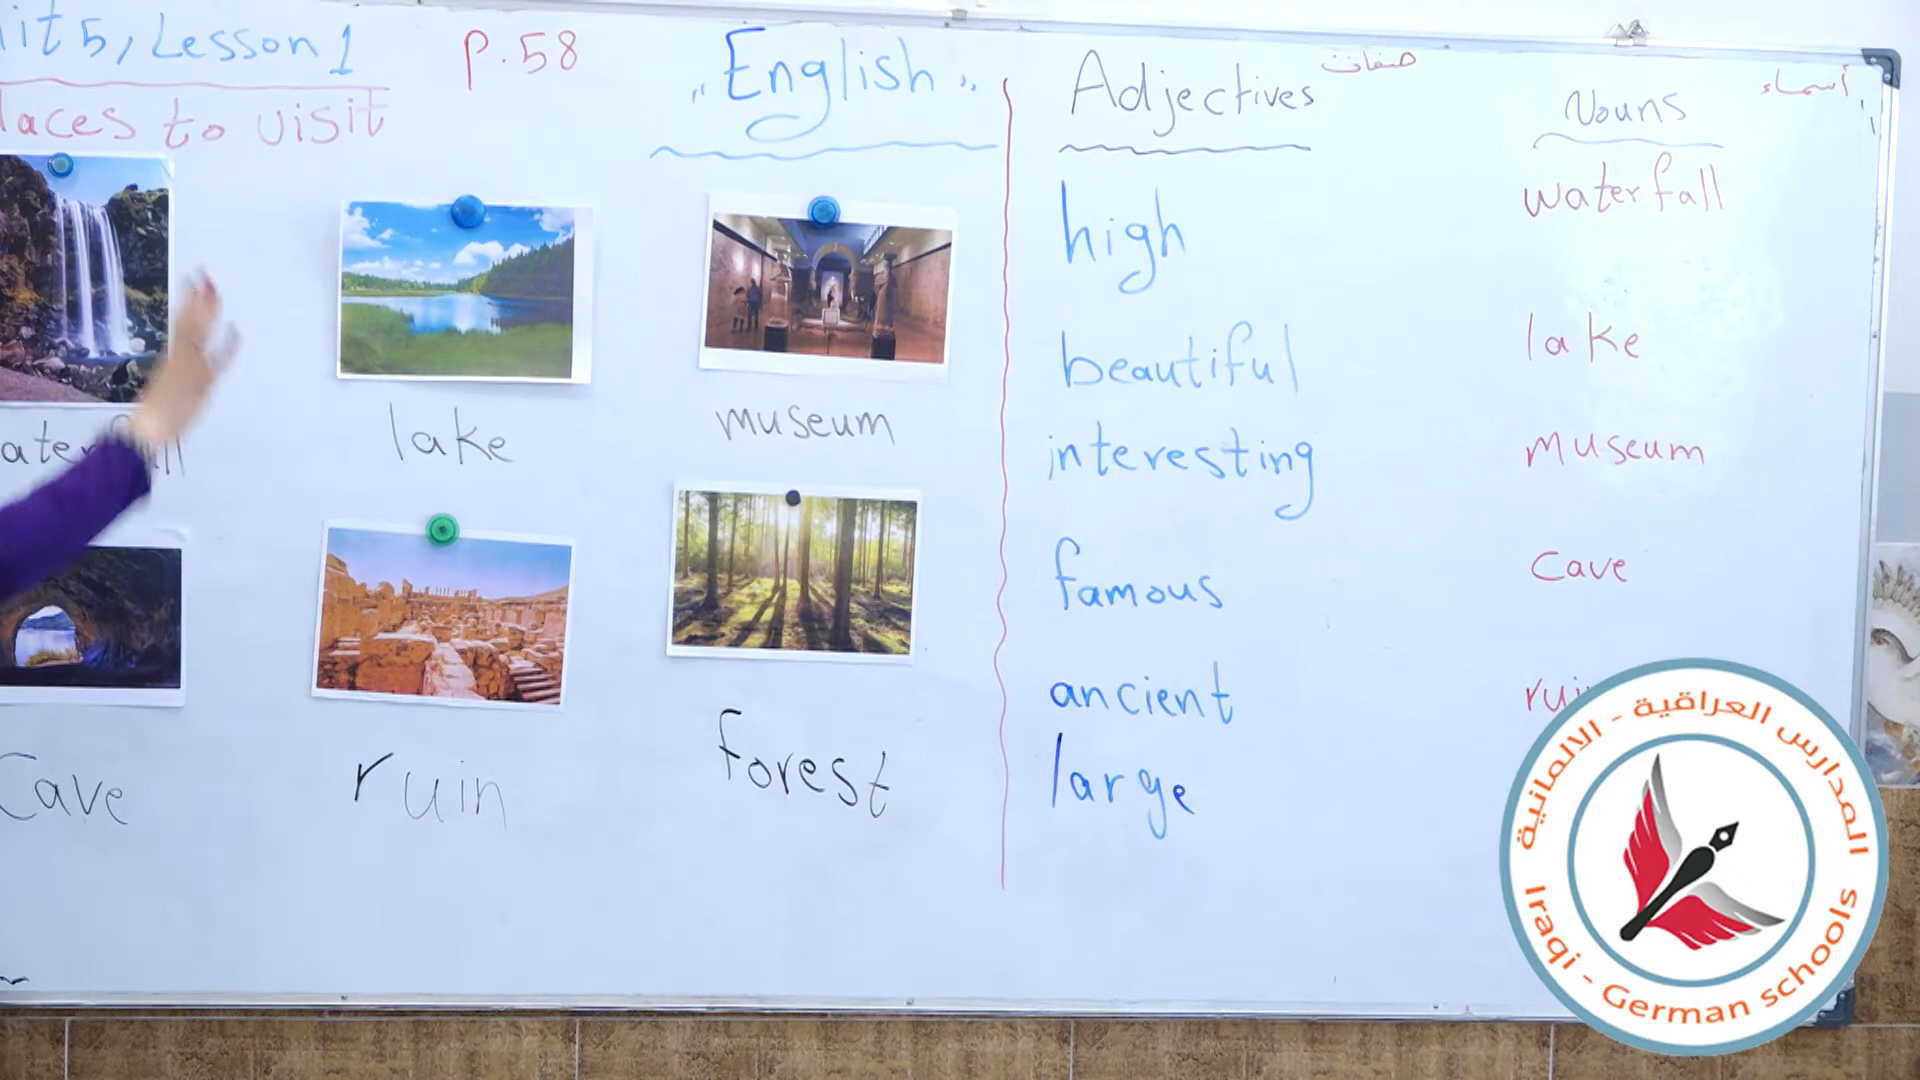 it 5, Lesson 1
P. 58
„English„
laces to visit
lake
museum
cave
ruin
forest
Adjectives صفات
high
beautiful
interesting
famous
ancient
large
Nouns أسماء
waterfall
lake
museum
cave
المدارس العراقية - الالمانية
Iraqi - German schools